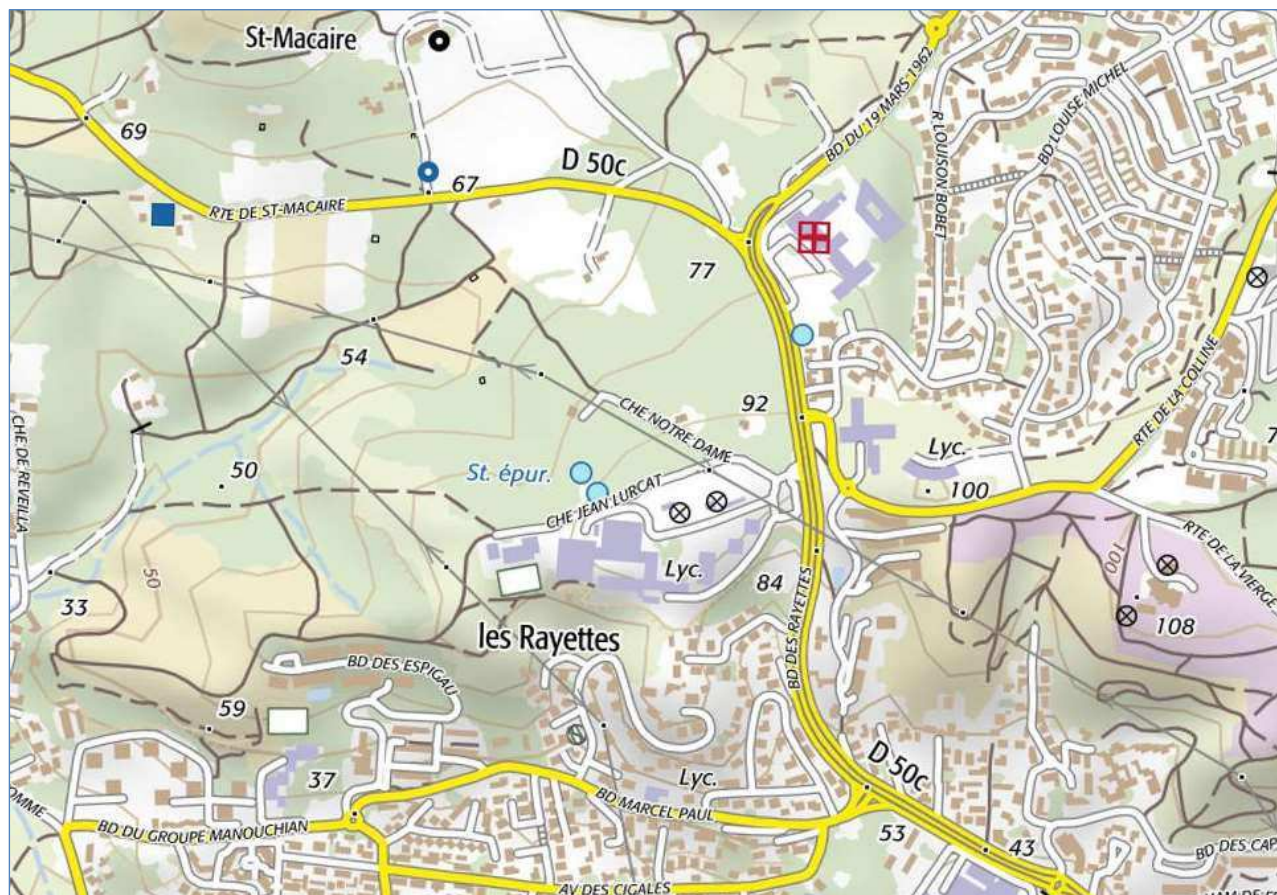 St-Macaire
BD DU 19 MARS 1962
BD LOUISE MICHEL
R LOUISON BOBET
69
D 50c
67
RTE DE ST-MACAIRE
77
54
92
CHE NOTRE DAME
RTE DE LA COLLINE
CHE DE REVEILLA
Lyc.
7
50
St. épur.
100
CHE JEAN LURCAT
RTE DE LA VIERGE
100
50
33
Lyc.
84
BD DES RAYETTES
108
les Rayettes
BD DES ESPIGAU
59
37
Lyc.
D 50c
BD MARCEL PAUL
OMME
BD DU GROUPE MANOUCHIAN
53
43
BD DES CAP
AV DES CIGALES